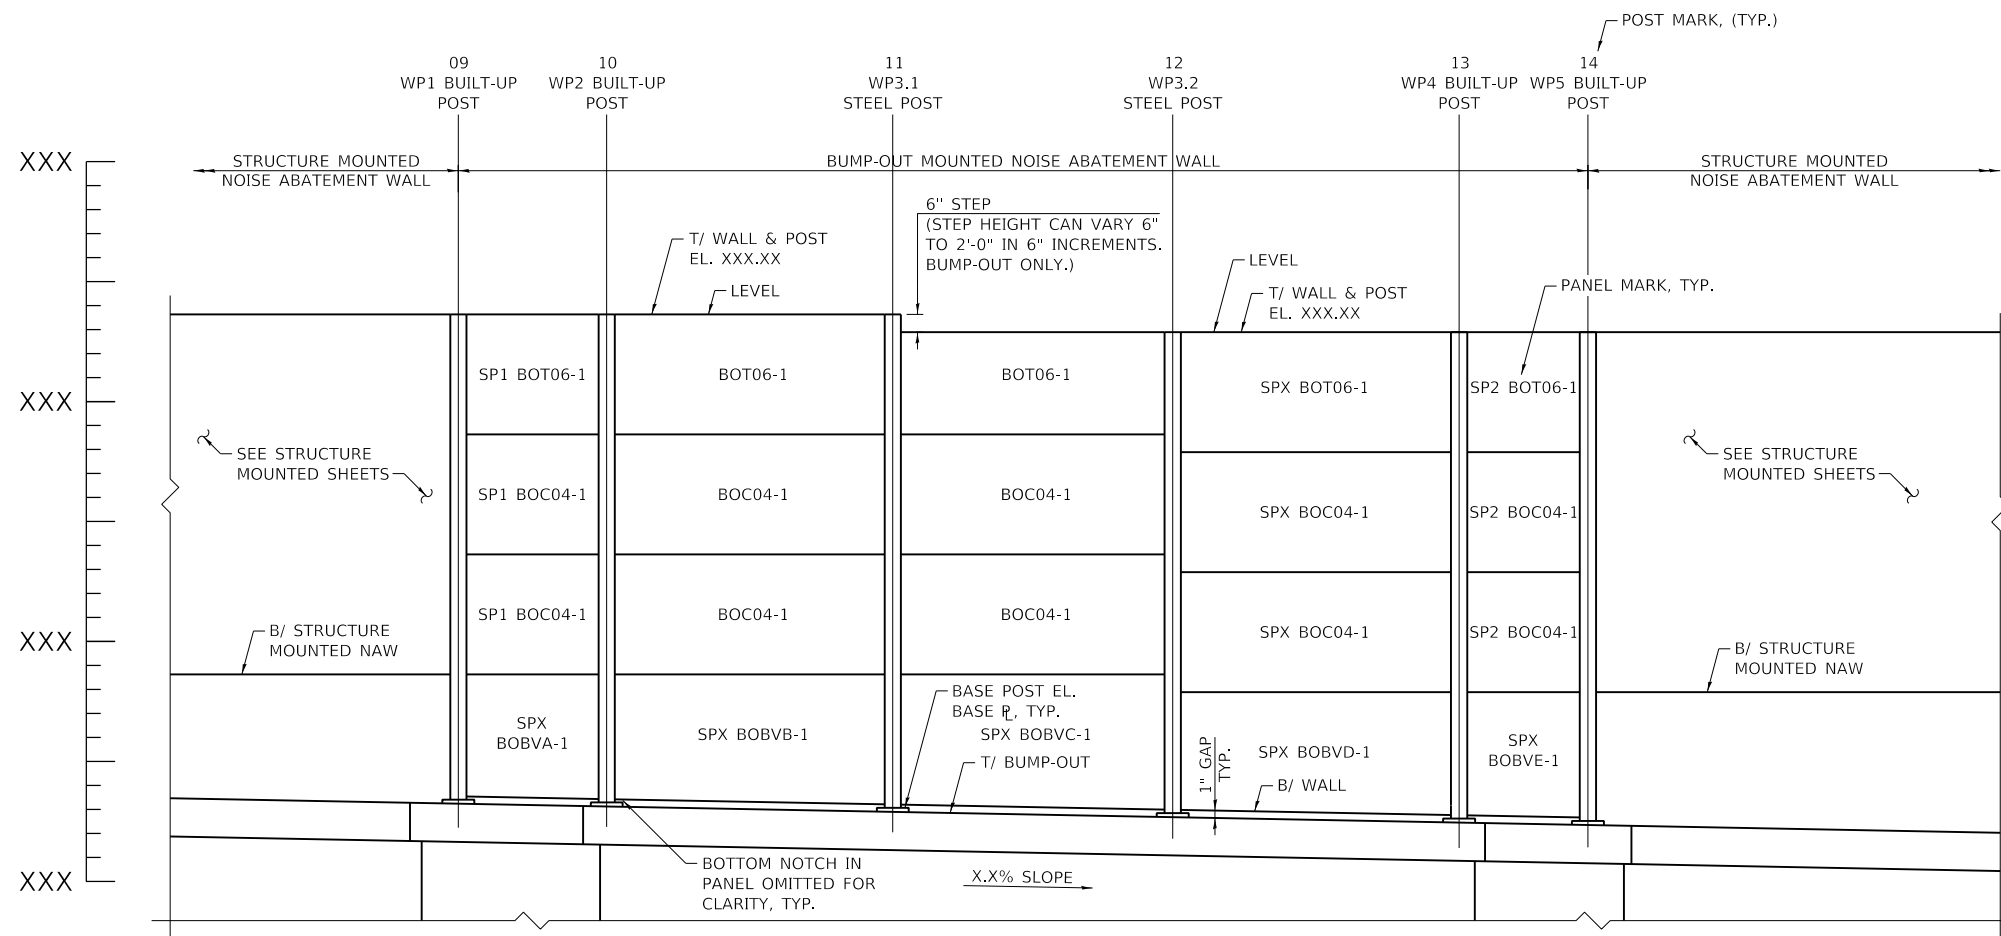 POST MARK, (TYP.)
09
WP1 BUILT-UP
POST
10
WP2 BUILT-UP
POST
11
WP3.1
STEEL POST
12
WP3.2
STEEL POST
13
WP4 BUILT-UP
POST
14
WP5 BUILT-UP
POST
XXX
STRUCTURE MOUNTED
NOISE ABATEMENT WALL
BUMP-OUT MOUNTED NOISE ABATEMENT WALL
STRUCTURE MOUNTED
NOISE ABATEMENT WALL
6" STEP
(STEP HEIGHT CAN VARY 6"
TO 2'-0" IN 6" INCREMENTS.
BUMP-OUT ONLY.)
T/ WALL & POST
EL. XXX.XX
LEVEL
LEVEL
T/ WALL & POST
EL. XXX.XX
PANEL MARK, TYP.
SP1 BOT06-1
BOT06-1
BOT06-1
SPX BOT06-1
SP2 BOT06-1
XXX
SEE STRUCTURE
MOUNTED SHEETS
SEE STRUCTURE
MOUNTED SHEETS
SP1 BOC04-1
BOC04-1
BOC04-1
SPX BOC04-1
SP2 BOC04-1
SP1 BOC04-1
BOC04-1
BOC04-1
SPX BOC04-1
SP2 BOC04-1
XXX
B/ STRUCTURE
MOUNTED NAW
B/ STRUCTURE
MOUNTED NAW
BASE POST EL.
BASE PL, TYP.
SPX
BOBVA-1
SPX BOBVB-1
SPX BOBVC-1
SPX BOBVD-1
SPX
BOBVE-1
T/ BUMP-OUT
1" GAP
TYP.
B/ WALL
BOTTOM NOTCH IN
PANEL OMITTED FOR
CLARITY, TYP.
X.X% SLOPE
XXX